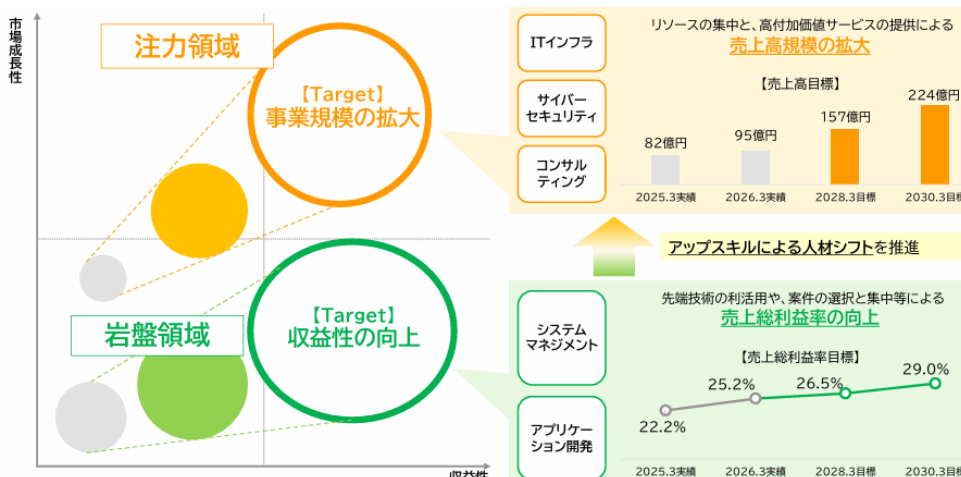 市場成長性
注力領域
【Target】
事業規模の拡大
岩盤領域
【Target】
収益性の向上
収益性
ITインフラ
サイバー
セキュリティ
コンサル
ティング
リソースの集中と、高付加価値サービスの提供による
売上高規模の拡大
【売上高目標】
82億円
95億円
157億円
224億円
2025.3実績
2026.3実績
2028.3目標
2030.3目標
アップスキルによる人材シフトを推進
システム
マネジメント
アプリケー
ション開発
先端技術の利活用や、案件の選択と集中等による
売上総利益率の向上
【売上総利益率目標】
22.2%
25.2%
26.5%
29.0%
2025.3実績
2026.3実績
2028.3目標
2030.3目標